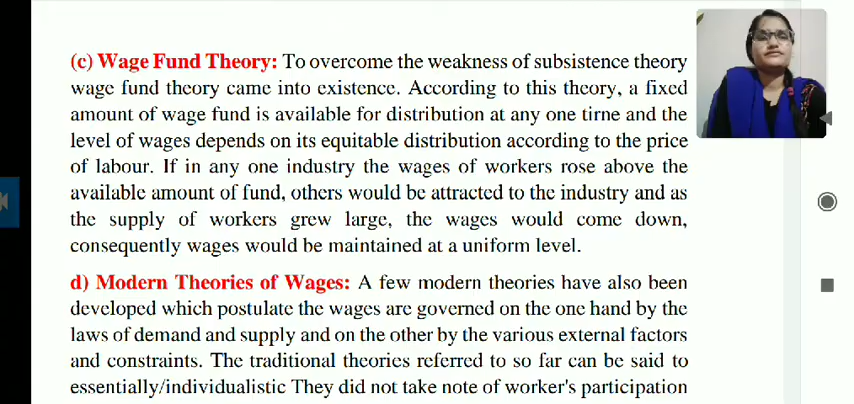 (c) Wage Fund Theory: To overcome the weakness of subsistence theory
wage fund theory came into existence. According to this theory, a fixed
amount of wage fund is available for distribution at any one tirne and the
level of wages depends on its equitable distribution according to the price
of labour. If in any one industry the wages of workers rose above the
available amount of fund, others would be attracted to the industry and as
the supply of workers grew large, the wages would come down,
consequently wages would be maintained at a uniform level.
d) Modern Theories of Wages: A few modern theories have also been
developed which postulate the wages are governed on the one hand by the
laws of demand and supply and on the other by the various external factors
and constraints. The traditional theories referred to so far can be said to
essentially/individualistic They did not take note of worker's participation